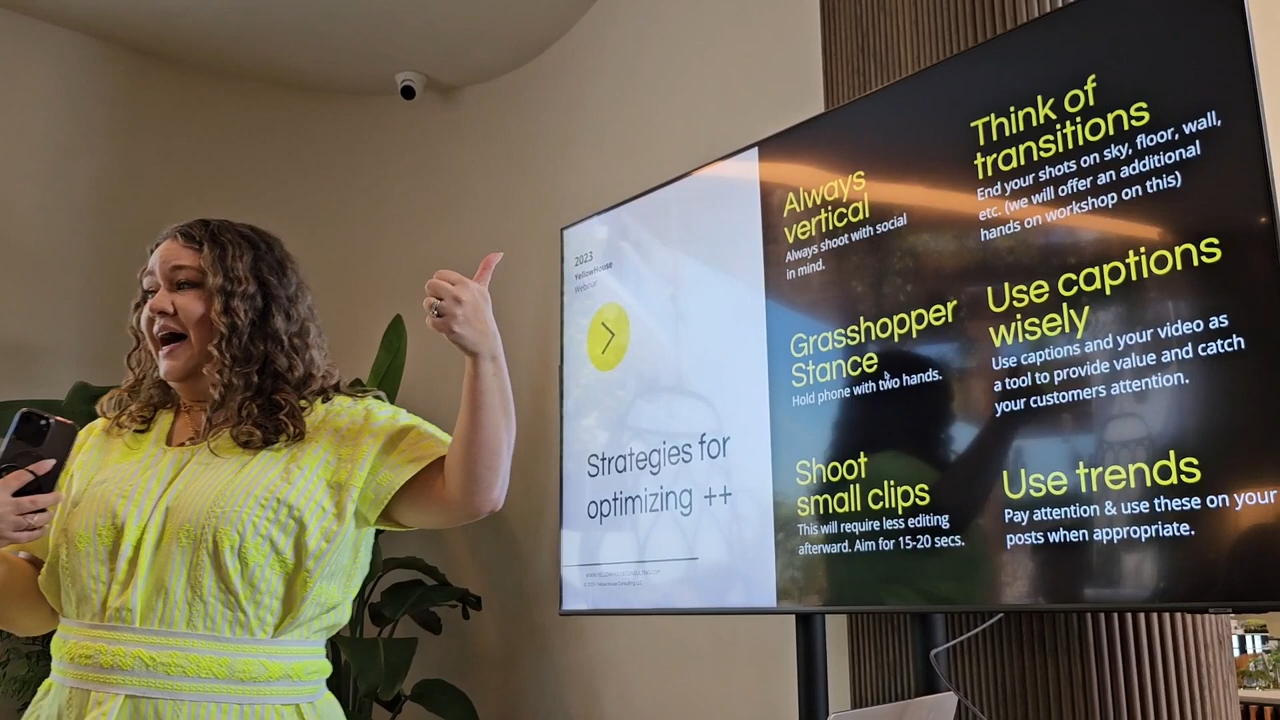 2023
YellowHouse
Webinar
Strategies for
optimizing ++
Always
vertical
Always shoot with social
in mind.
Grasshopper
Stance
Hold phone with two hands.
Shoot
small clips
This will require less editing
afterward. Aim for 15-20 secs.
Think of
transitions
End your shots on sky, floor, wall,
etc. (we will offer an additional
hands on workshop on this)
Use captions
wisely
Use captions and your video as
a tool to provide value and catch
your customers attention.
Use trends
Pay attention & use these on your
posts when appropriate.